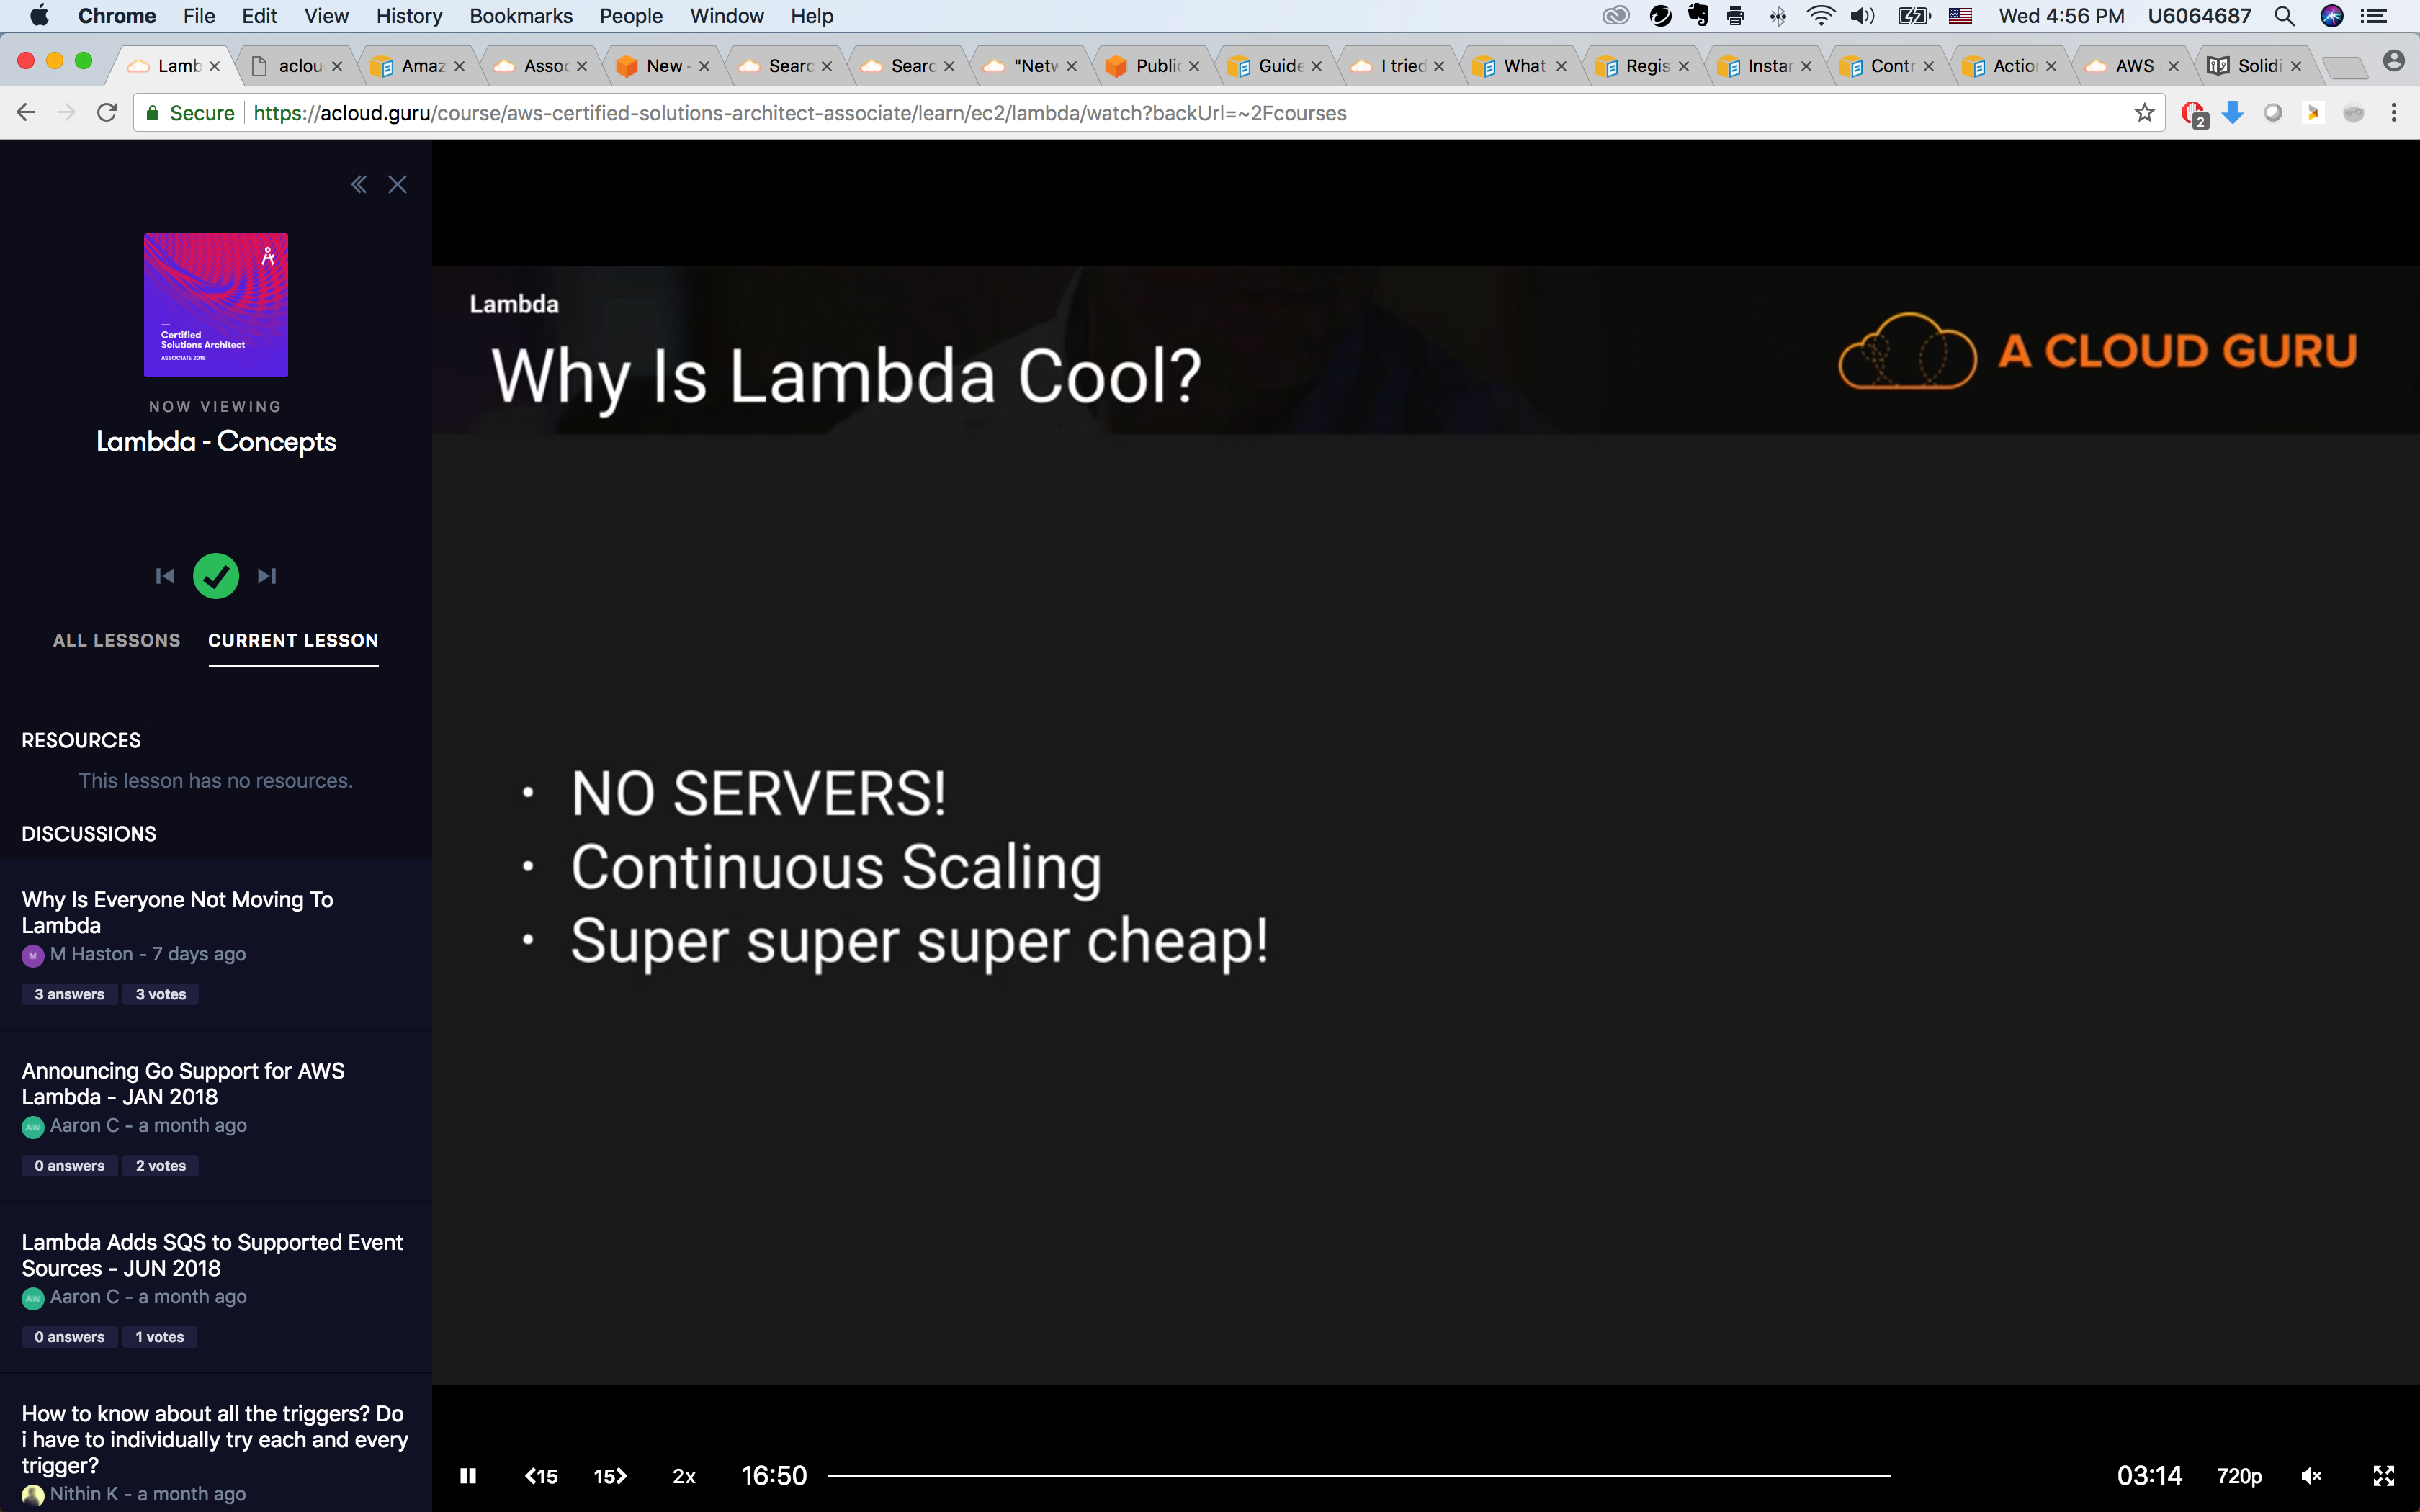 Chrome File Edit View History Bookmarks People Window Help Wed 4:56 PM U6064687
Lamb aclou Amaz Assoc New - Searc Searc "Netw Public Guide I tried What Regis Instan Contr Action AWS Solidi
Secure https://acloud.guru/course/aws-certified-solutions-architect-associate/learn/ec2/lambda/watch?backUrl=~2Fcourses 2
Certified
Solutions Architect
ASSOCIATE 2018
NOW VIEWING
Lambda - Concepts
ALL LESSONS CURRENT LESSON
RESOURCES
This lesson has no resources.
DISCUSSIONS
Why Is Everyone Not Moving To
Lambda
M M Haston - 7 days ago
3 answers 3 votes
Announcing Go Support for AWS
Lambda - JAN 2018
AW Aaron C - a month ago
0 answers 2 votes
Lambda Adds SQS to Supported Event
Sources - JUN 2018
AW Aaron C - a month ago
0 answers 1 votes
How to know about all the triggers? Do
i have to individually try each and every
trigger?
Nithin K - a month ago
Lambda
Why Is Lambda Cool?
A CLOUD GURU
• NO SERVERS!
• Continuous Scaling
• Super super super cheap!
15 15 2x 16:50 03:14 720p